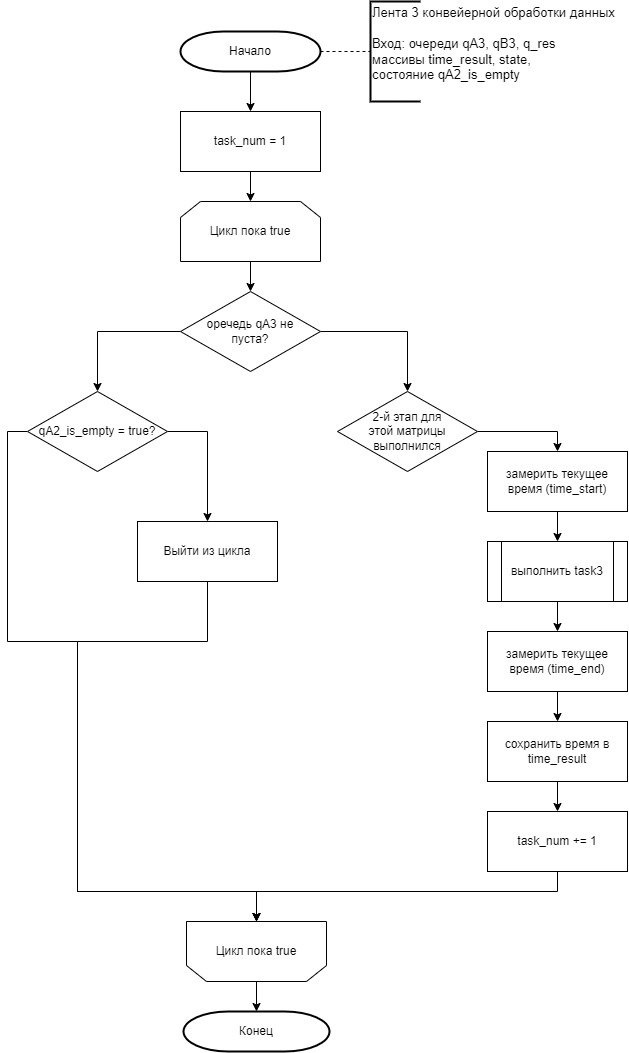 Лента 3 конвейерной обработки данных
Вход: очереди qA3, qB3, q_res
массивы time_result, state,
состояние qA2_is_empty
Начало
task_num = 1
Цикл пока true
оречедь qA3 не
пуста?
qA2_is_empty = true?
2-й этап для
этой матрицы
выполнился
замерить текущее
время (time_start)
Выйти из цикла
выполнить task3
замерить текущее
время (time_end)
сохранить время в
time_result
task_num += 1
Цикл пока true
Конец